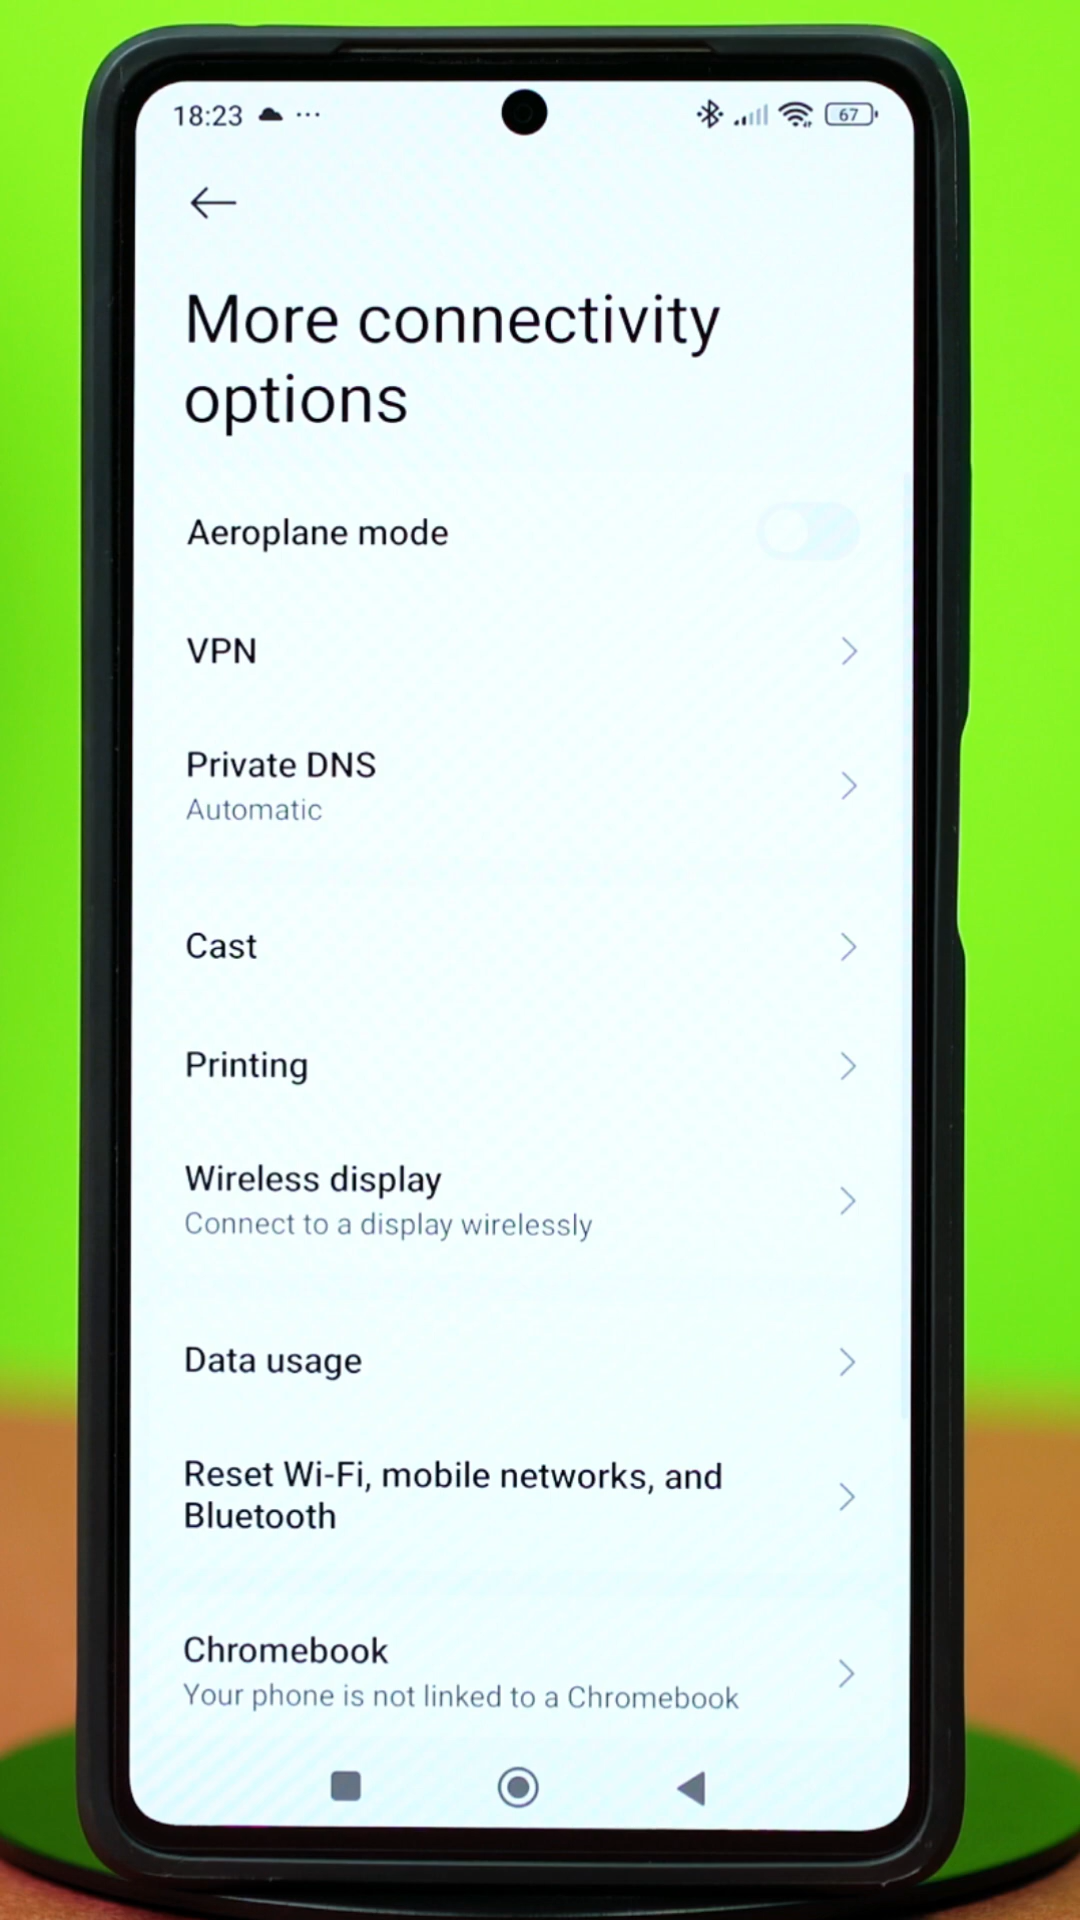 18:23 ... 67
More connectivity
options
Aeroplane mode
VPN
Private DNS
Automatic
Cast
Printing
Wireless display
Connect to a display wirelessly
Data usage
Reset Wi-Fi, mobile networks, and
Bluetooth
Chromebook
Your phone is not linked to a Chromebook